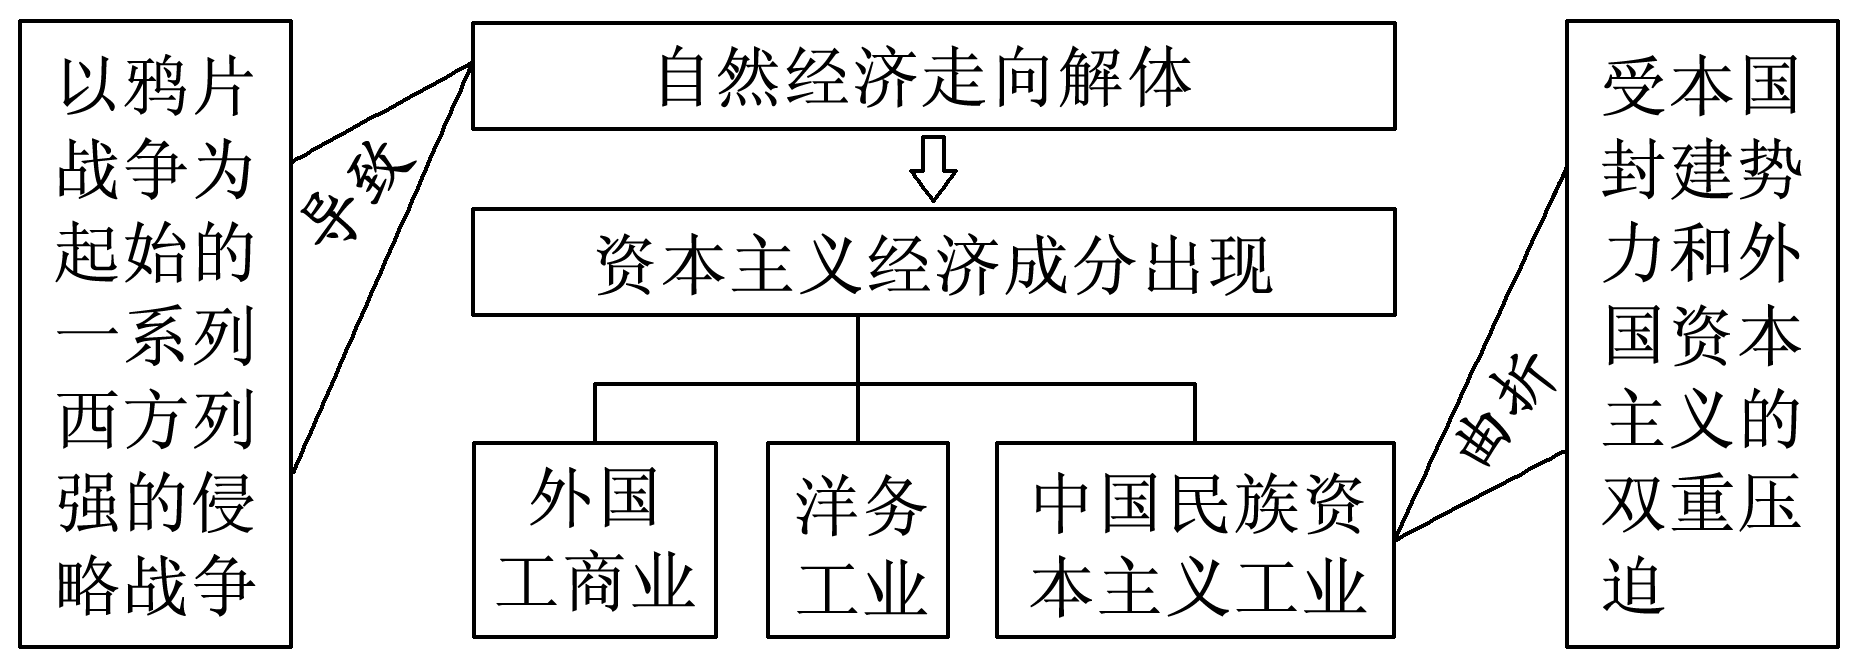 以鸦片
战争为
起始的
一系列
西方列
强的侵
略战争
导致
自然经济走向解体
资本主义经济成分出现
外国
工商业
洋务
工业
中国民族资
本主义工业
曲折
受本国
封建势
力和外
国资本
主义的
双重压
迫